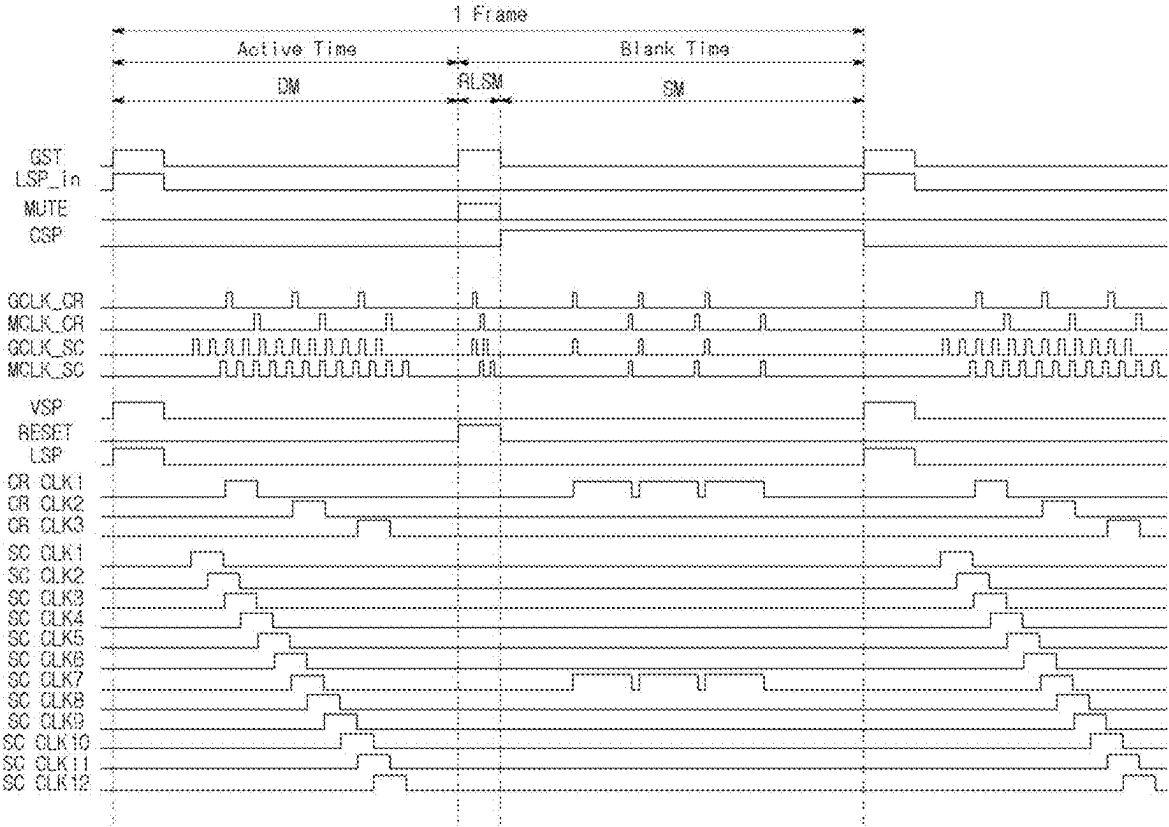 1 Frame
Active Time
Blank Time
DM
RLSM
SM
GST
LSP_in
MUTE
CSP
GCLK_CR
MCLK_CR
GCLK_SC
MCLK_SC
VSP
RESET
LSP
CR CLK1
CR CLK2
CR CLK3
SC CLK1
SC CLK2
SC CLK3
SC CLK4
SC CLK5
SC CLK6
SC CLK7
SC CLK8
SC CLK9
SC CLK10
SC CLK11
SC CLK12